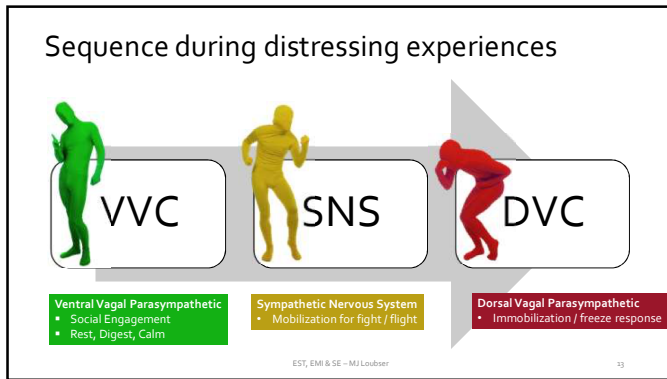 Sequence during distressing experiences
VVC
SNS
DVC
Ventral Vagal Parasympathetic
▪ Social Engagement
▪ Rest, Digest, Calm
Sympathetic Nervous System
• Mobilization for fight / flight
Dorsal Vagal Parasympathetic
• Immobilization / freeze response
EST, EMI & SE – MJ Loubser
13